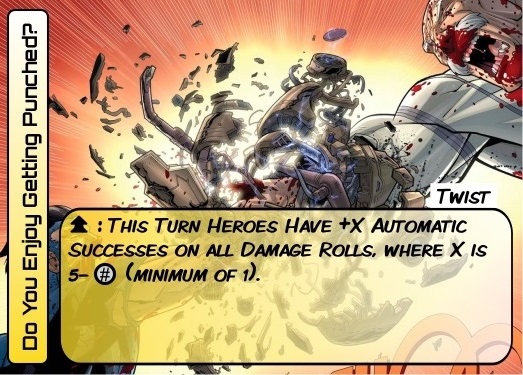 Do You Enjoy Getting Punched?
TWIST
: THIS TURN HEROES HAVE +X AUTOMATIC
SUCCESSES ON ALL DAMAGE ROLLS, WHERE X IS
5- # (MINIMUM OF 1).